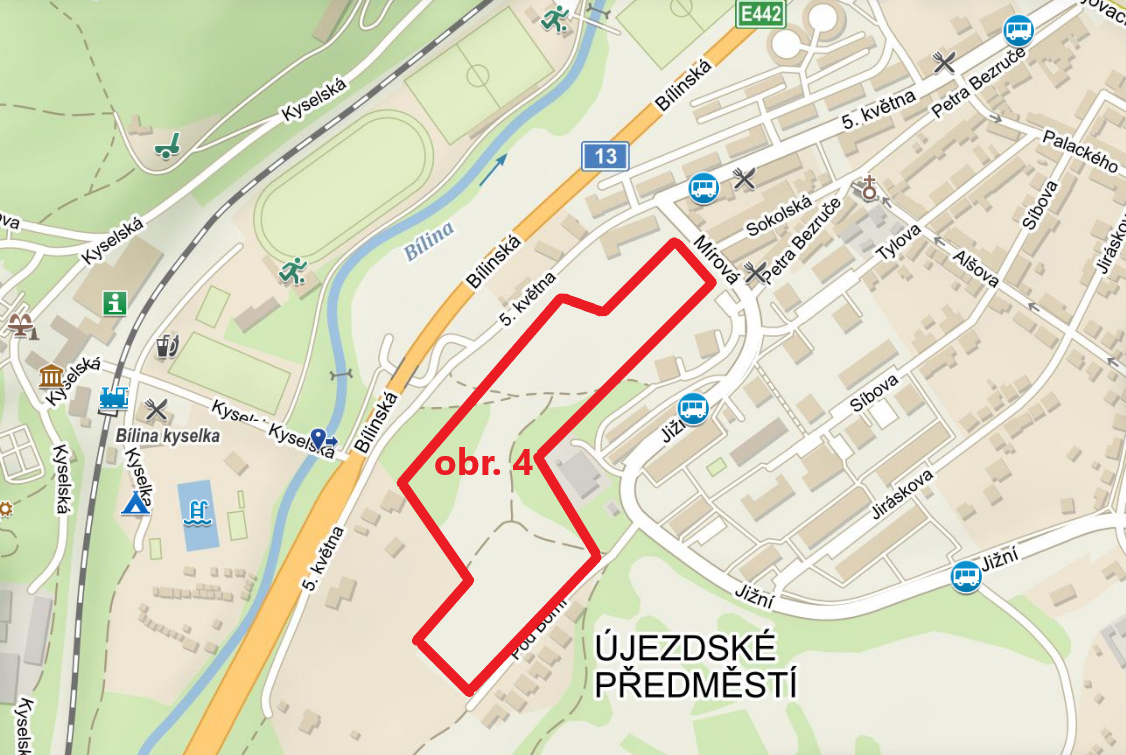 E442
Bílinská
Kyselská
5. května
Petra Bezruče
Palackého
13
Sokolská
Petra Bezruče
Síbova
Jiráskova
Mírová
Tylova
Alšova
Kyselská
Bílina
Bílinská
5. května
Kyselská
Kyselská
Kyselská
Bílinská
Bílina kyselka
Síbova
obr. 4
Jiráskova
Kyselská
Kyselka
5. května
Jižní
Jižní
Pod Bořní
ÚJEZDSKÉ
PŘEDMĚSTÍ